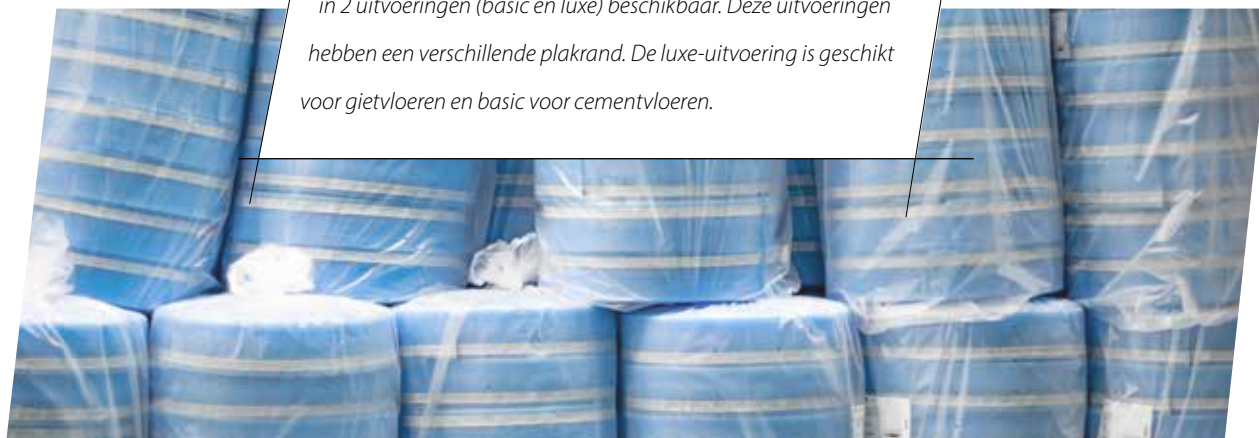 in 2 uitvoeringen (basic en luxe) beschikbaar. Deze uitvoeringen
hebben een verschillende plakrand. De luxe-uitvoering is geschikt
voor gietvloeren en basic voor cementvloeren.